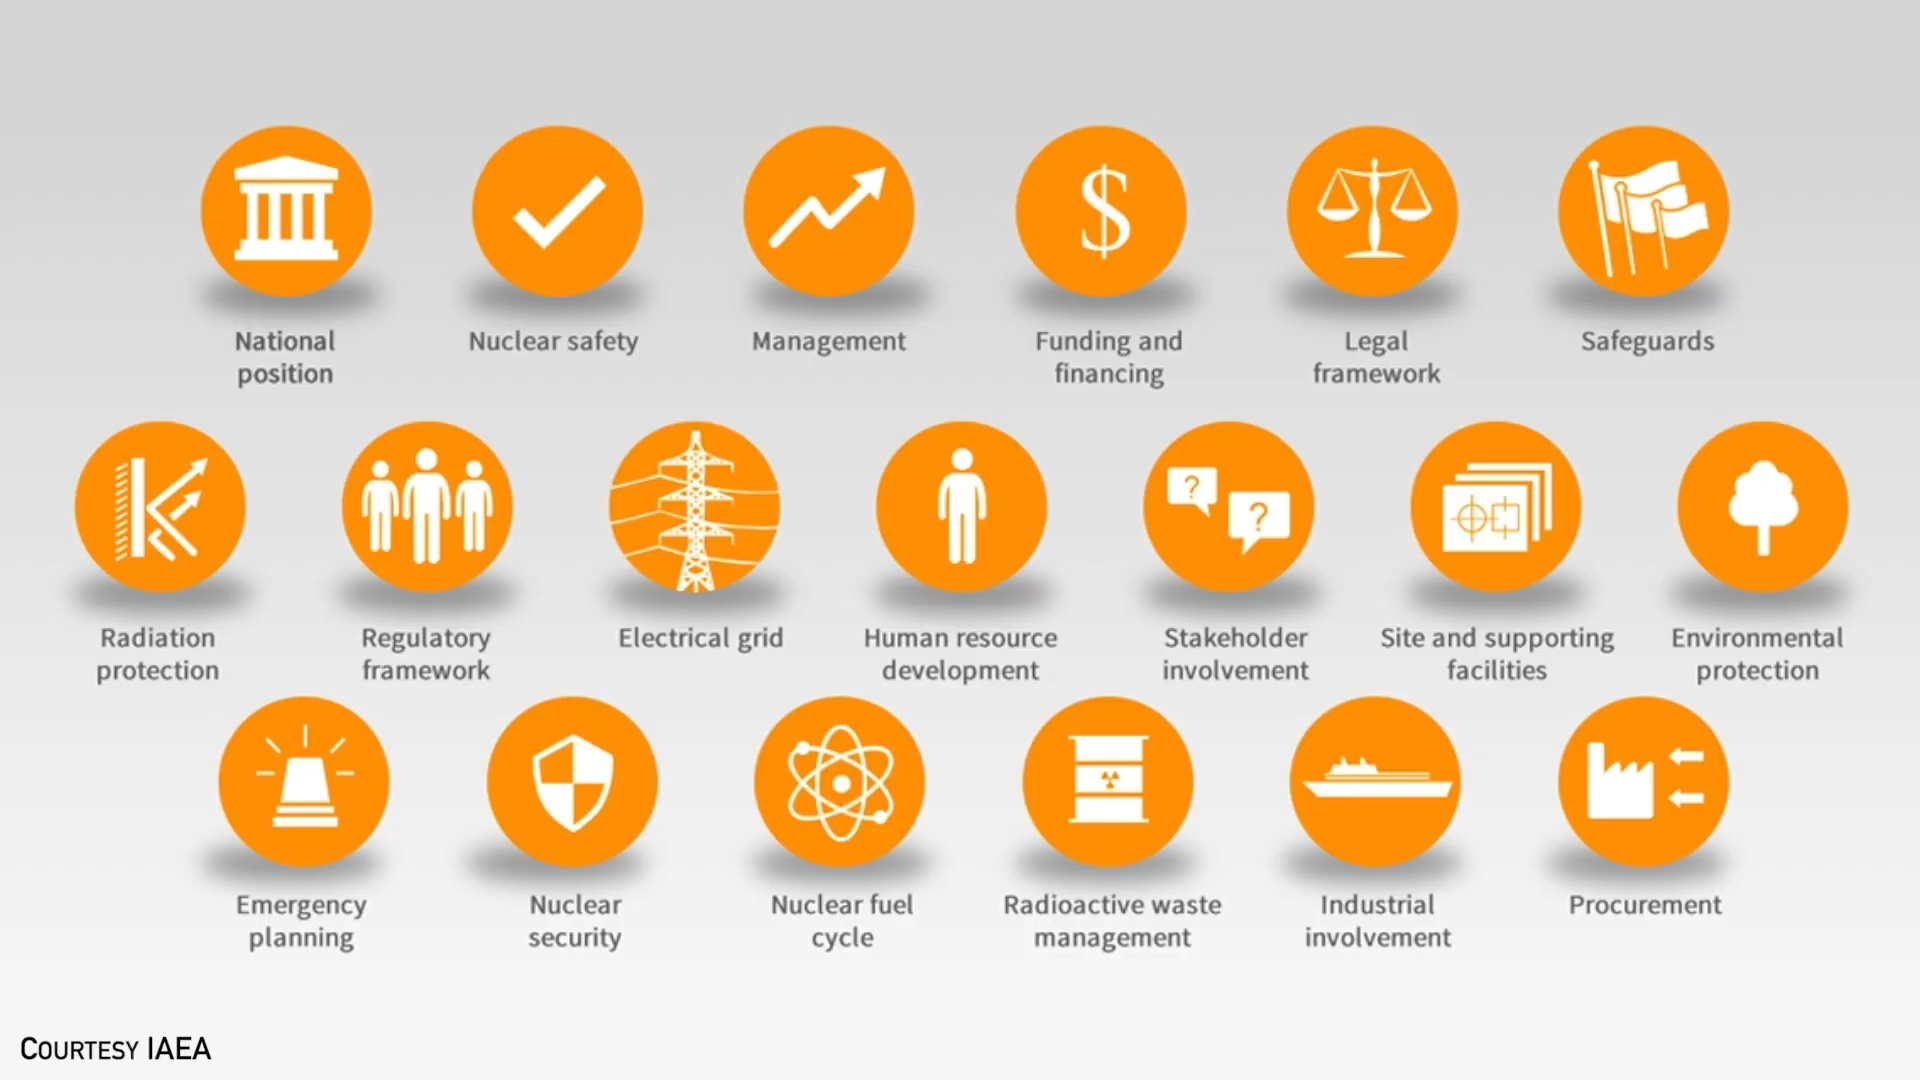 National
position
Nuclear safety
Management
$
Funding and
financing
Legal
framework
Safeguards
Radiation
protection
Regulatory
framework
Electrical grid
Human resource
development
? ?
Stakeholder
involvement
Site and supporting
facilities
Environmental
protection
Emergency
planning
Nuclear
security
Nuclear fuel
cycle
Radioactive waste
management
Industrial
involvement
Procurement
COURTESY IAEA